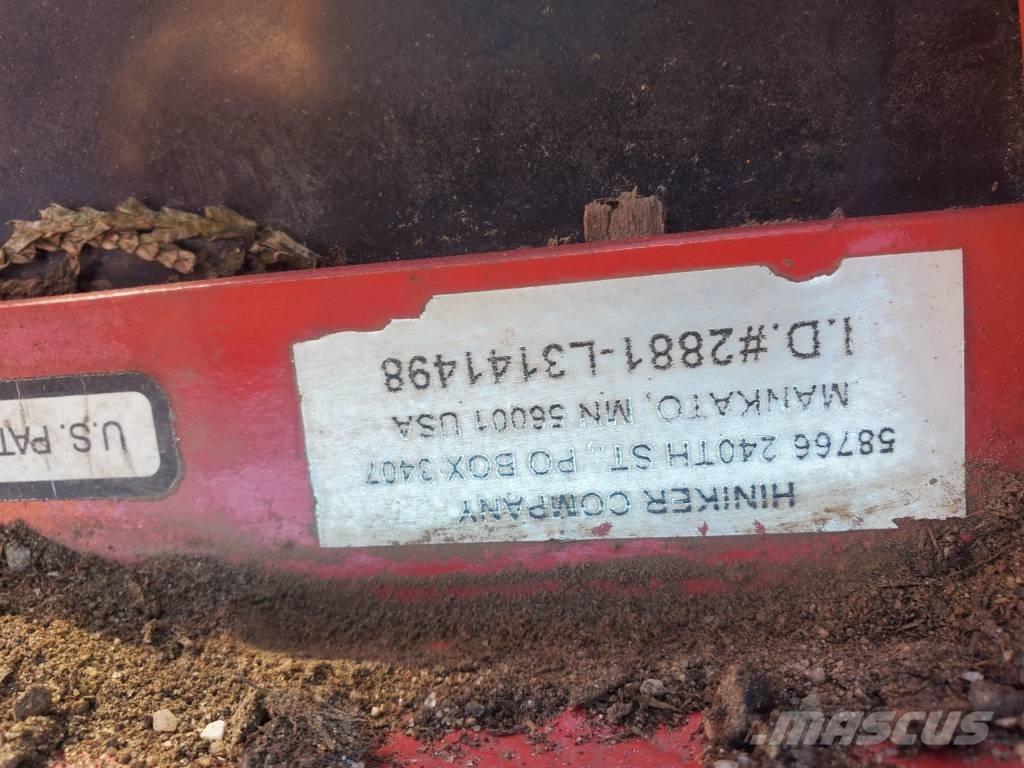 HINIKER COMPANY
58766 240TH ST., PO BOX 3407
MANKATO, MN 56001 USA
I.D.#2881-L3141498
U.S. PAT
MASCUS